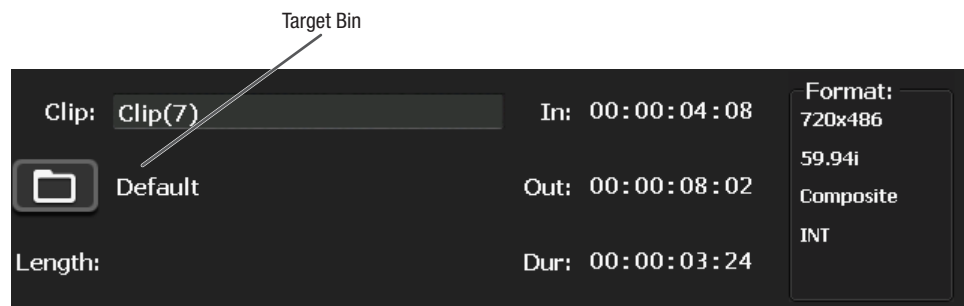 Target Bin
Clip: Clip(7) In: 00:00:04:08
Default Out: 00:00:08:02
Length: Dur: 00:00:03:24
Format:
720x486
59.94i
Composite
INT